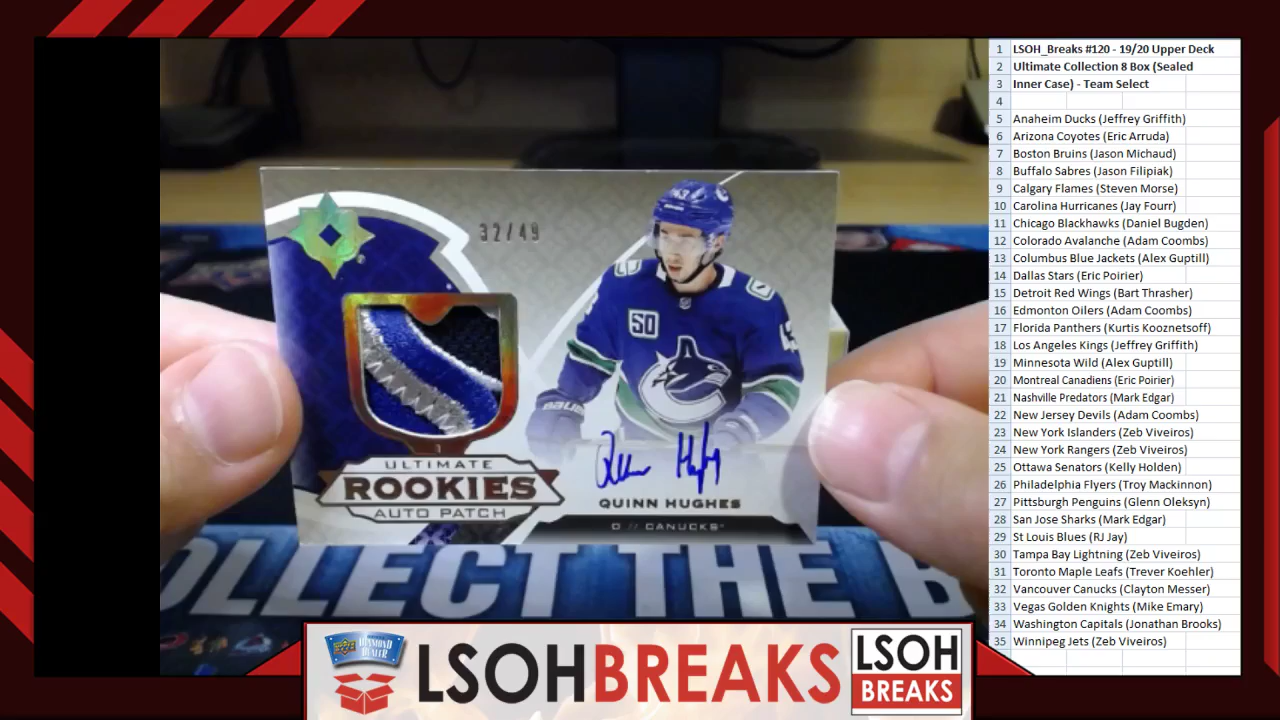 32/49
43
50
43
BAUER
1
ULTIMATE
ROOKIES
AUTO PATCH
QUINN HUGHES
D // CANUCKS
COLLECT THE
1 LSOH_Breaks #120 - 19/20 Upper Deck
2 Ultimate Collection 8 Box (Sealed
3 Inner Case) - Team Select
4
5 Anaheim Ducks (Jeffrey Griffith)
6 Arizona Coyotes (Eric Arruda)
7 Boston Bruins (Jason Michaud)
8 Buffalo Sabres (Jason Filipiak)
9 Calgary Flames (Steven Morse)
10 Carolina Hurricanes (Jay Fourr)
11 Chicago Blackhawks (Daniel Bugden)
12 Colorado Avalanche (Adam Coombs)
13 Columbus Blue Jackets (Alex Guptill)
14 Dallas Stars (Eric Poirier)
15 Detroit Red Wings (Bart Thrasher)
16 Edmonton Oilers (Adam Coombs)
17 Florida Panthers (Kurtis Kooznetsoff)
18 Los Angeles Kings (Jeffrey Griffith)
19 Minnesota Wild (Alex Guptill)
20 Montreal Canadiens (Eric Poirier)
21 Nashville Predators (Mark Edgar)
22 New Jersey Devils (Adam Coombs)
23 New York Islanders (Zeb Viveiros)
24 New York Rangers (Zeb Viveiros)
25 Ottawa Senators (Kelly Holden)
26 Philadelphia Flyers (Troy Mackinnon)
27 Pittsburgh Penguins (Glenn Oleksyn)
28 San Jose Sharks (Mark Edgar)
29 St Louis Blues (RJ Jay)
30 Tampa Bay Lightning (Zeb Viveiros)
31 Toronto Maple Leafs (Trever Koehler)
32 Vancouver Canucks (Clayton Messer)
33 Vegas Golden Knights (Mike Emary)
34 Washington Capitals (Jonathan Brooks)
35 Winnipeg Jets (Zeb Viveiros)
DIAMOND
DEALER
LSOHBREAKS
LSOH
BREAKS